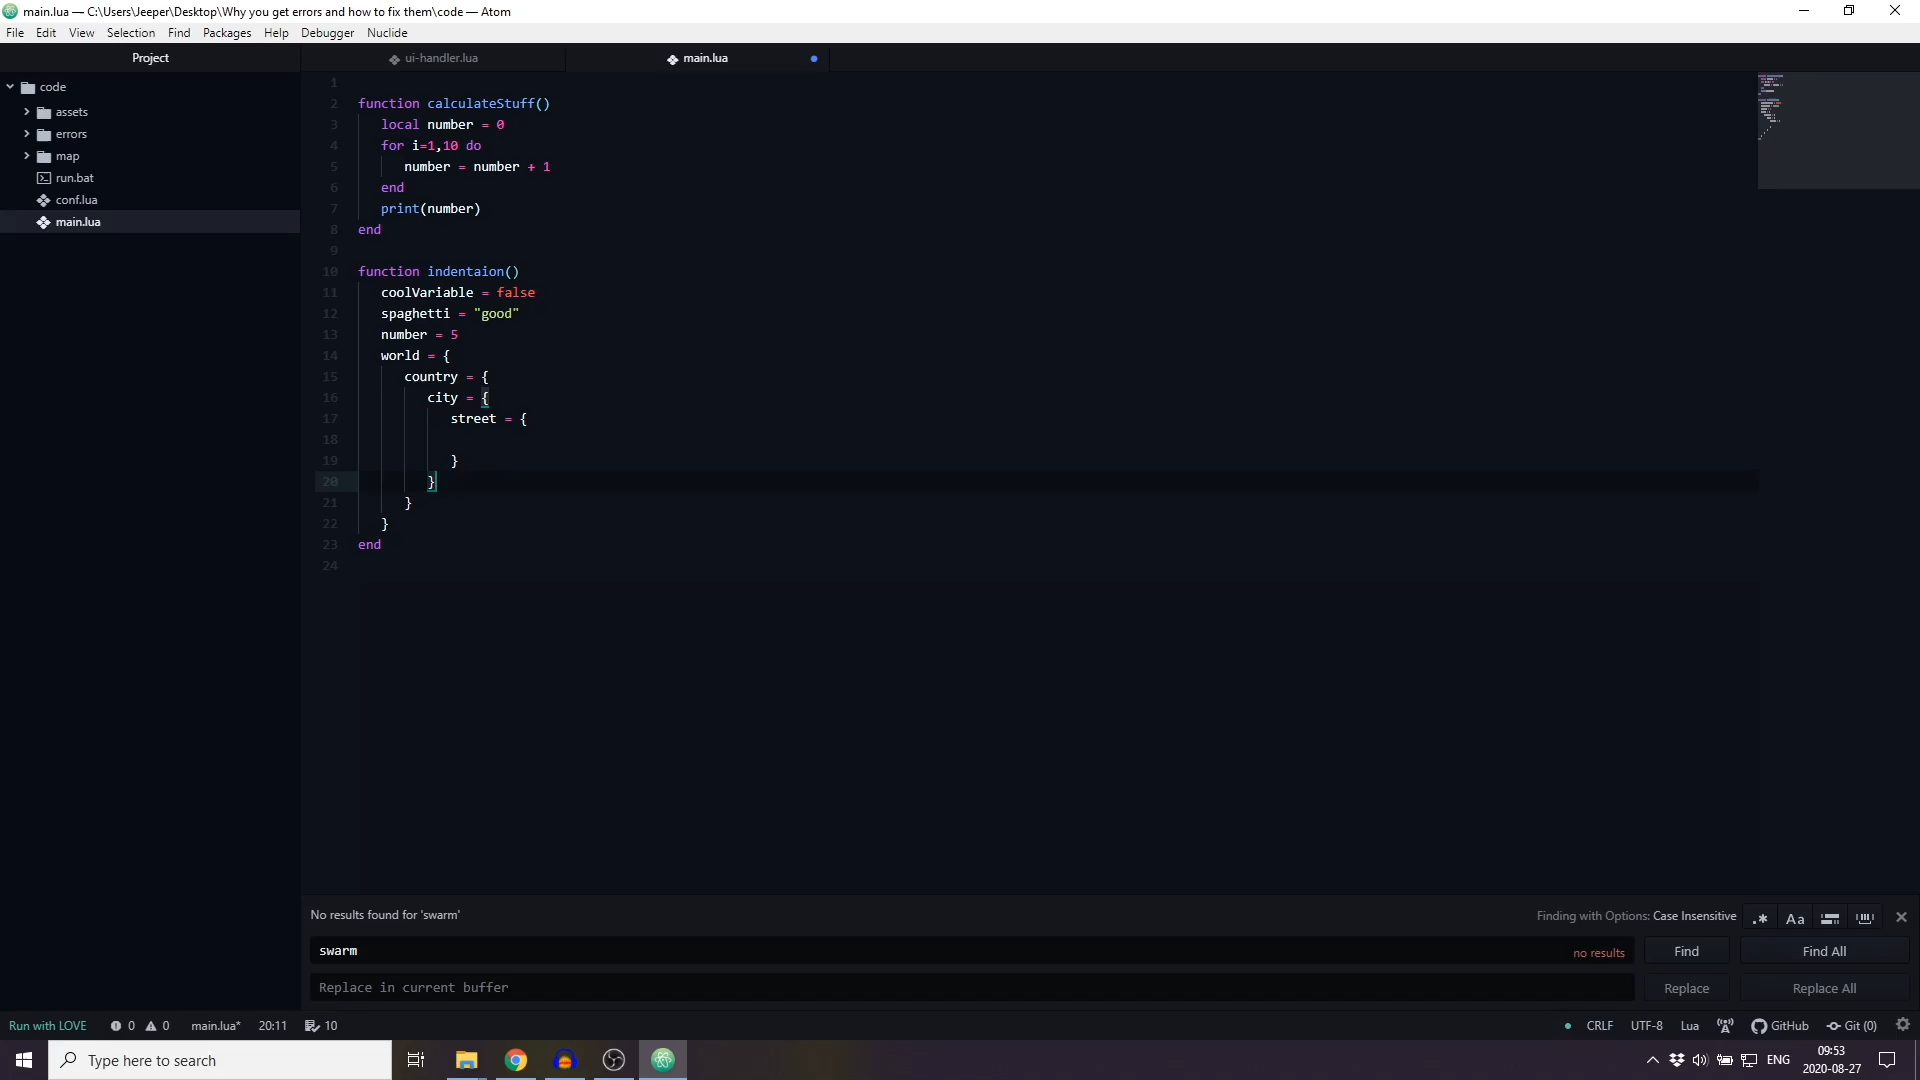 main.lua — C:\Users\Jeeper\Desktop\Why you get errors and how to fix them\code — Atom
File Edit View Selection Find Packages Help Debugger Nuclide
Project
ui-handler.lua
main.lua
code
assets
errors
map
run.bat
conf.lua
main.lua
1
2 function calculateStuff()
3 local number = 0
4 for i=1,10 do
5 number = number + 1
6 end
7 print(number)
8 end
9
10 function indentaion()
11 coolVariable = false
12 spaghetti = "good"
13 number = 5
14 world = {
15 country = {
16 city = {
17 street = {
18
19 }
20 }
21 }
22 }
23 end
24
No results found for 'swarm'
Finding with Options: Case Insensitive
.* Aa
swarm
no results
Find
Find All
Replace in current buffer
Replace
Replace All
Run with LOVE 0 0 main.lua* 20:11 10
CRLF UTF-8 Lua GitHub Git (0)
Type here to search
ENG
09:53
2020-08-27